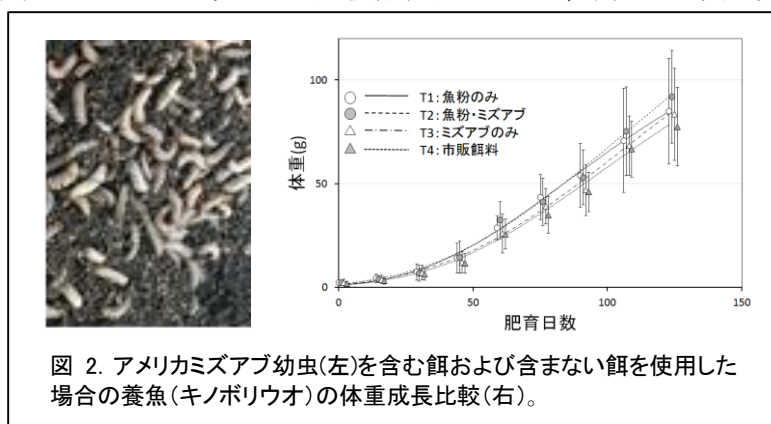 100
50
0
0
50
100
150
体重(g)
肥育日数
T1：魚粉のみ
T2：魚粉・ミズアブ
T3：ミズアブのみ
T4：市販餌料
図 2. アメリカミズアブ幼虫(左)を含む餌および含まない餌を使用した
場合の養魚(キノボリウオ)の体重成長比較(右)。